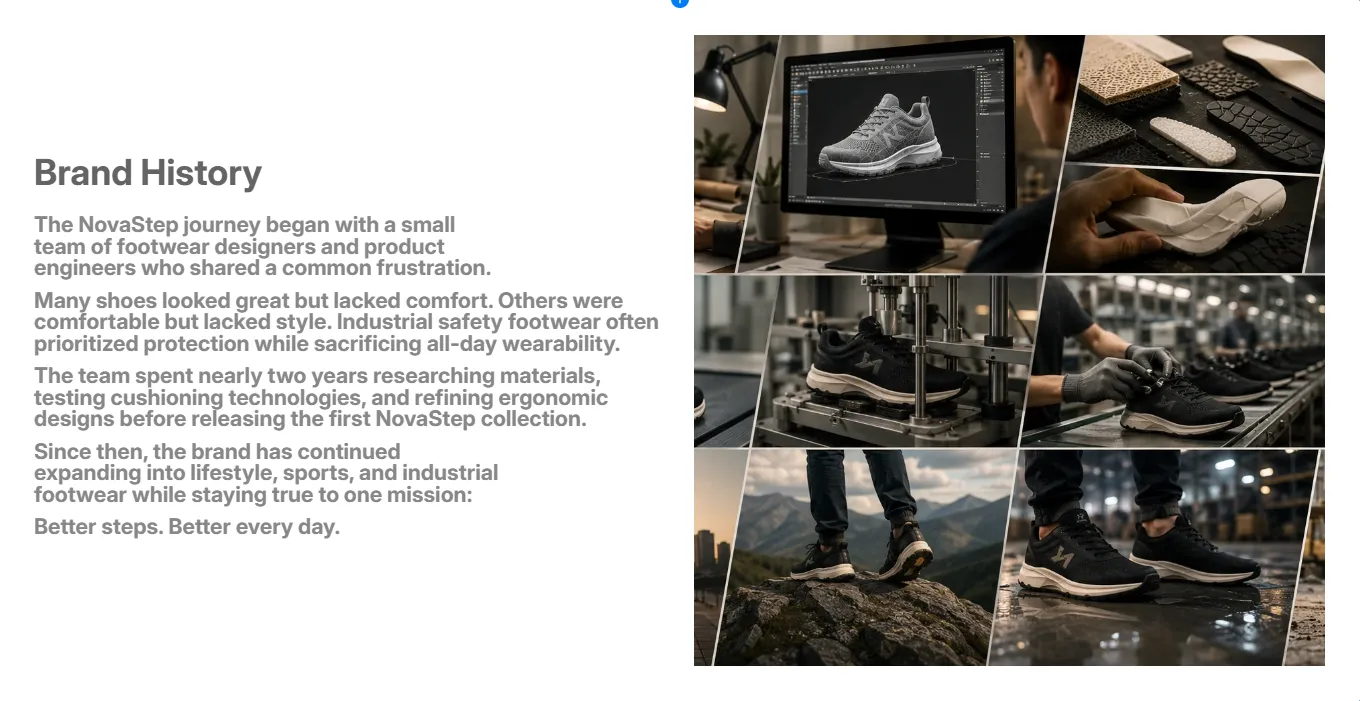 Brand History
The NovaStep journey began with a small
team of footwear designers and product
engineers who shared a common frustration.
Many shoes looked great but lacked comfort. Others were
comfortable but lacked style. Industrial safety footwear often
prioritized protection while sacrificing all-day wearability.
The team spent nearly two years researching materials,
testing cushioning technologies, and refining ergonomic
designs before releasing the first NovaStep collection.
Since then, the brand has continued
expanding into lifestyle, sports, and industrial
footwear while staying true to one mission:
Better steps. Better every day.